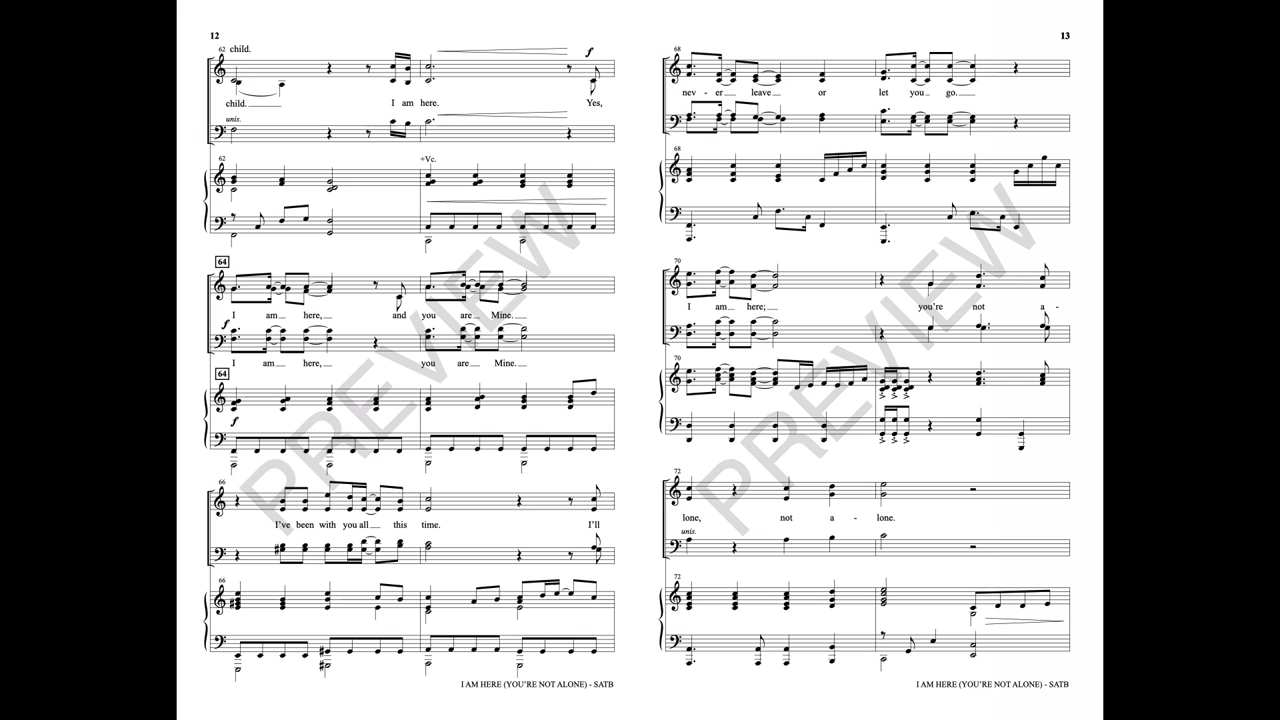 12
62 child.
f
child. I am here. Yes,
unis.
62
+Vc.
64
I am here, and you are Mine.
f
I am here, you are Mine.
64
f
66
I've been with you all this time. I'll
66
I AM HERE (YOU'RE NOT ALONE) - SATB
13
68
nev - er leave or let you go.
68
70
I am here; you're not a -
70
72
lone, not a - lone.
unis.
72
I AM HERE (YOU'RE NOT ALONE) - SATB
PREVIEW
PREVIEW